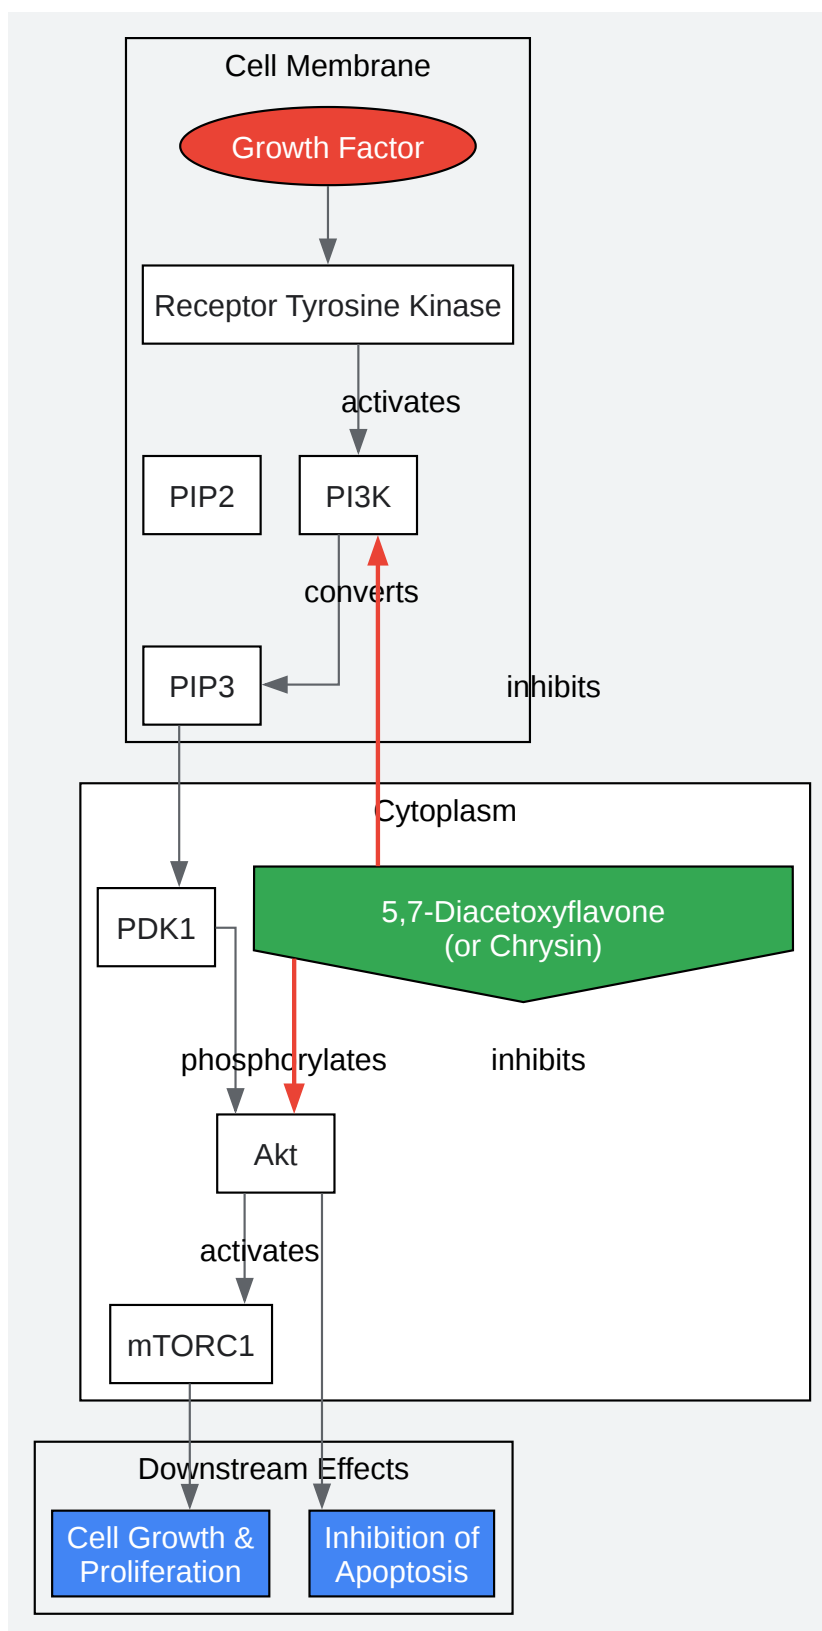 Cell Membrane
Growth Factor
Receptor Tyrosine Kinase
activates
PIP2
PI3K
converts
PIP3
inhibits
Cytoplasm
PDK1
5,7-Diacetoxyflavone
(or Chrysin)
phosphorylates
inhibits
Akt
activates
mTORC1
Downstream Effects
Cell Growth &
Proliferation
Inhibition of
Apoptosis